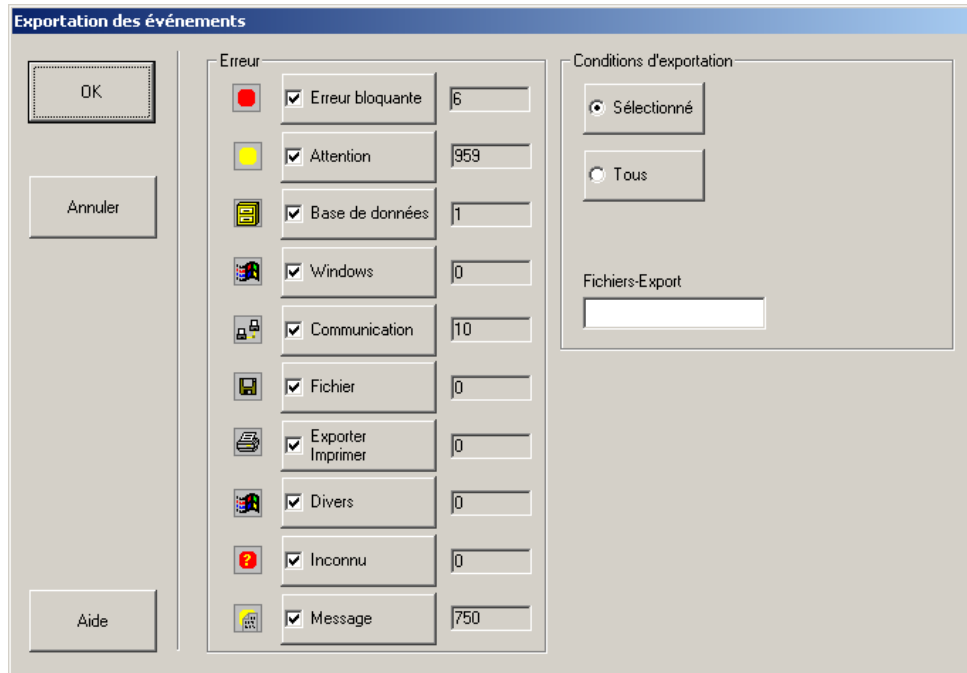 Exportation des événements
OK
Annuler
Aide
Erreur
Erreur bloquante 6
Attention 959
Base de données 1
Windows 0
Communication 10
Fichier 0
Exporter
Imprimer 0
Divers 0
? Inconnu 0
Message 750
Conditions d'exportation
Sélectionné
Tous
Fichiers-Export